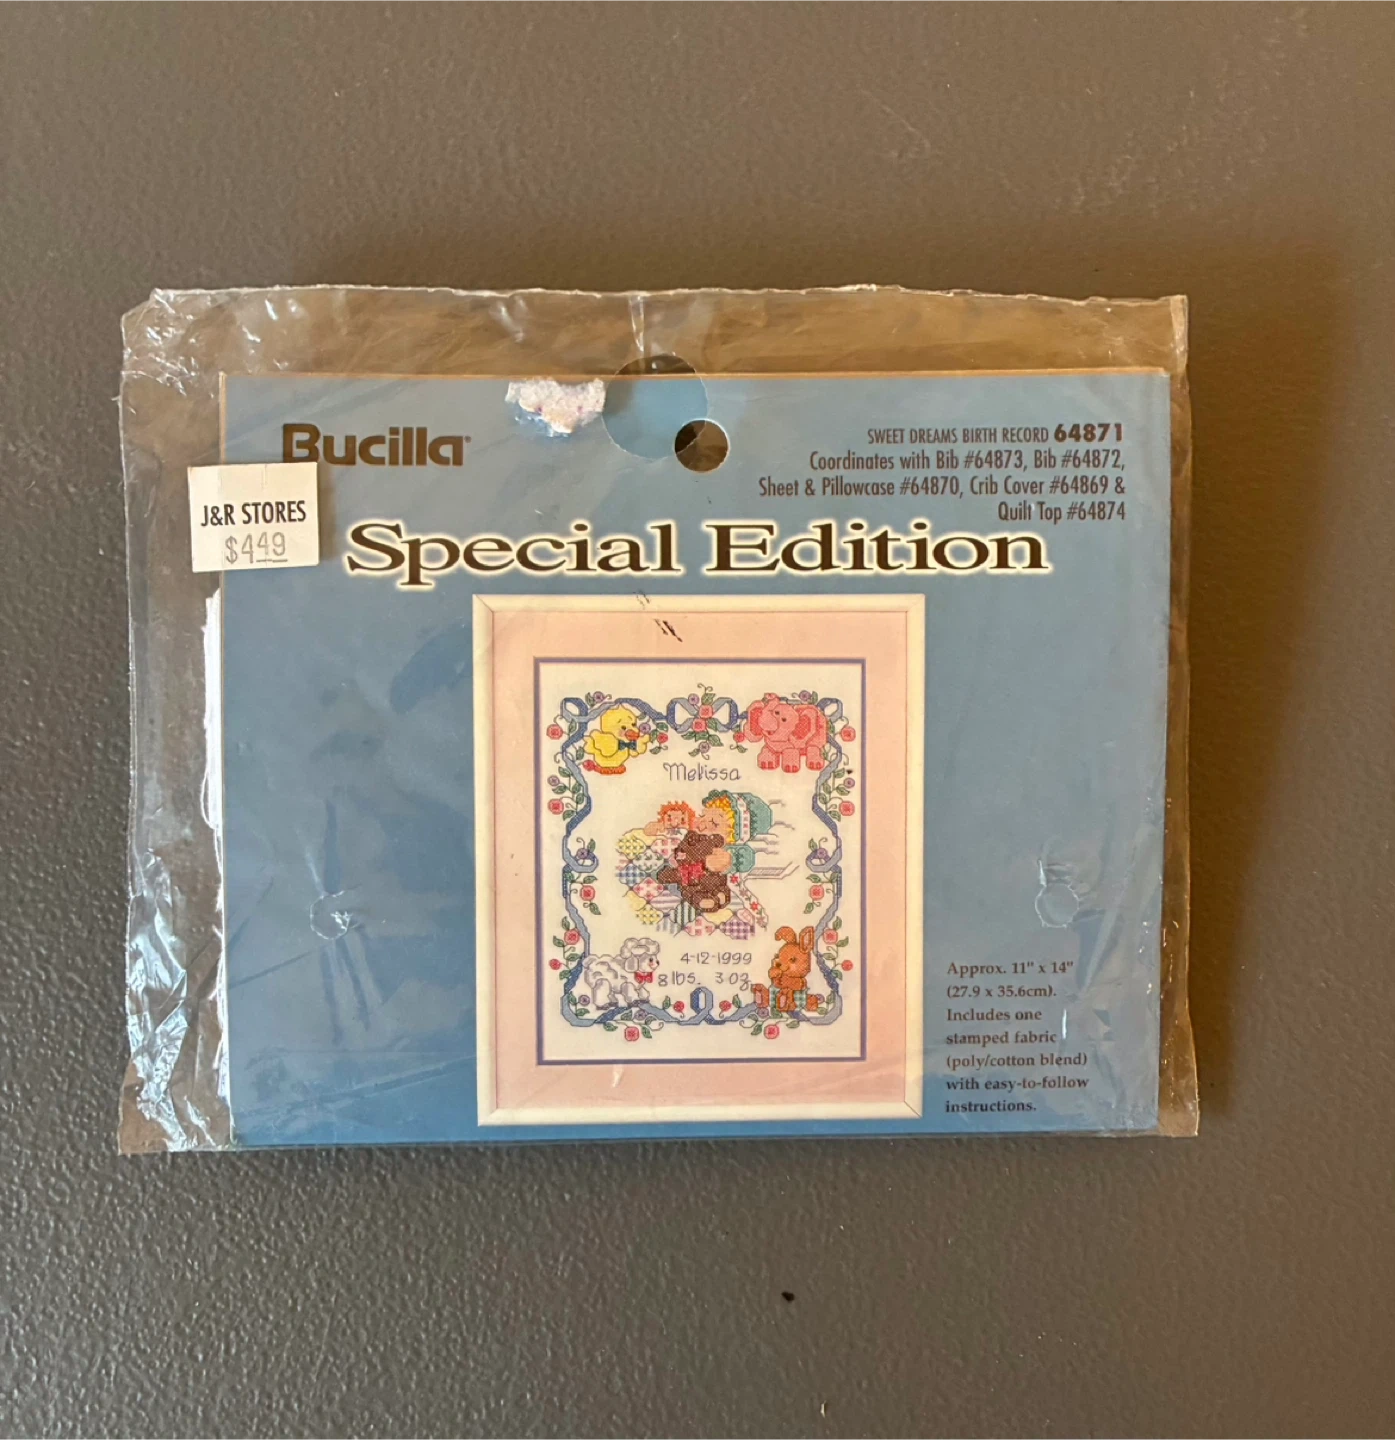 Bucilla®
SWEET DREAMS BIRTH RECORD 64871
Coordinates with Bib #64873, Bib #64872,
Sheet & Pillowcase #64870, Crib Cover #64869 &
Quilt Top #64874
J&R STORES
$4.49
Special Edition
Melissa
4-12-1999
8 lbs. 3 oz.
Approx. 11" x 14"
(27.9 x 35.6cm).
Includes one
stamped fabric
(poly/cotton blend)
with easy-to-follow
instructions.